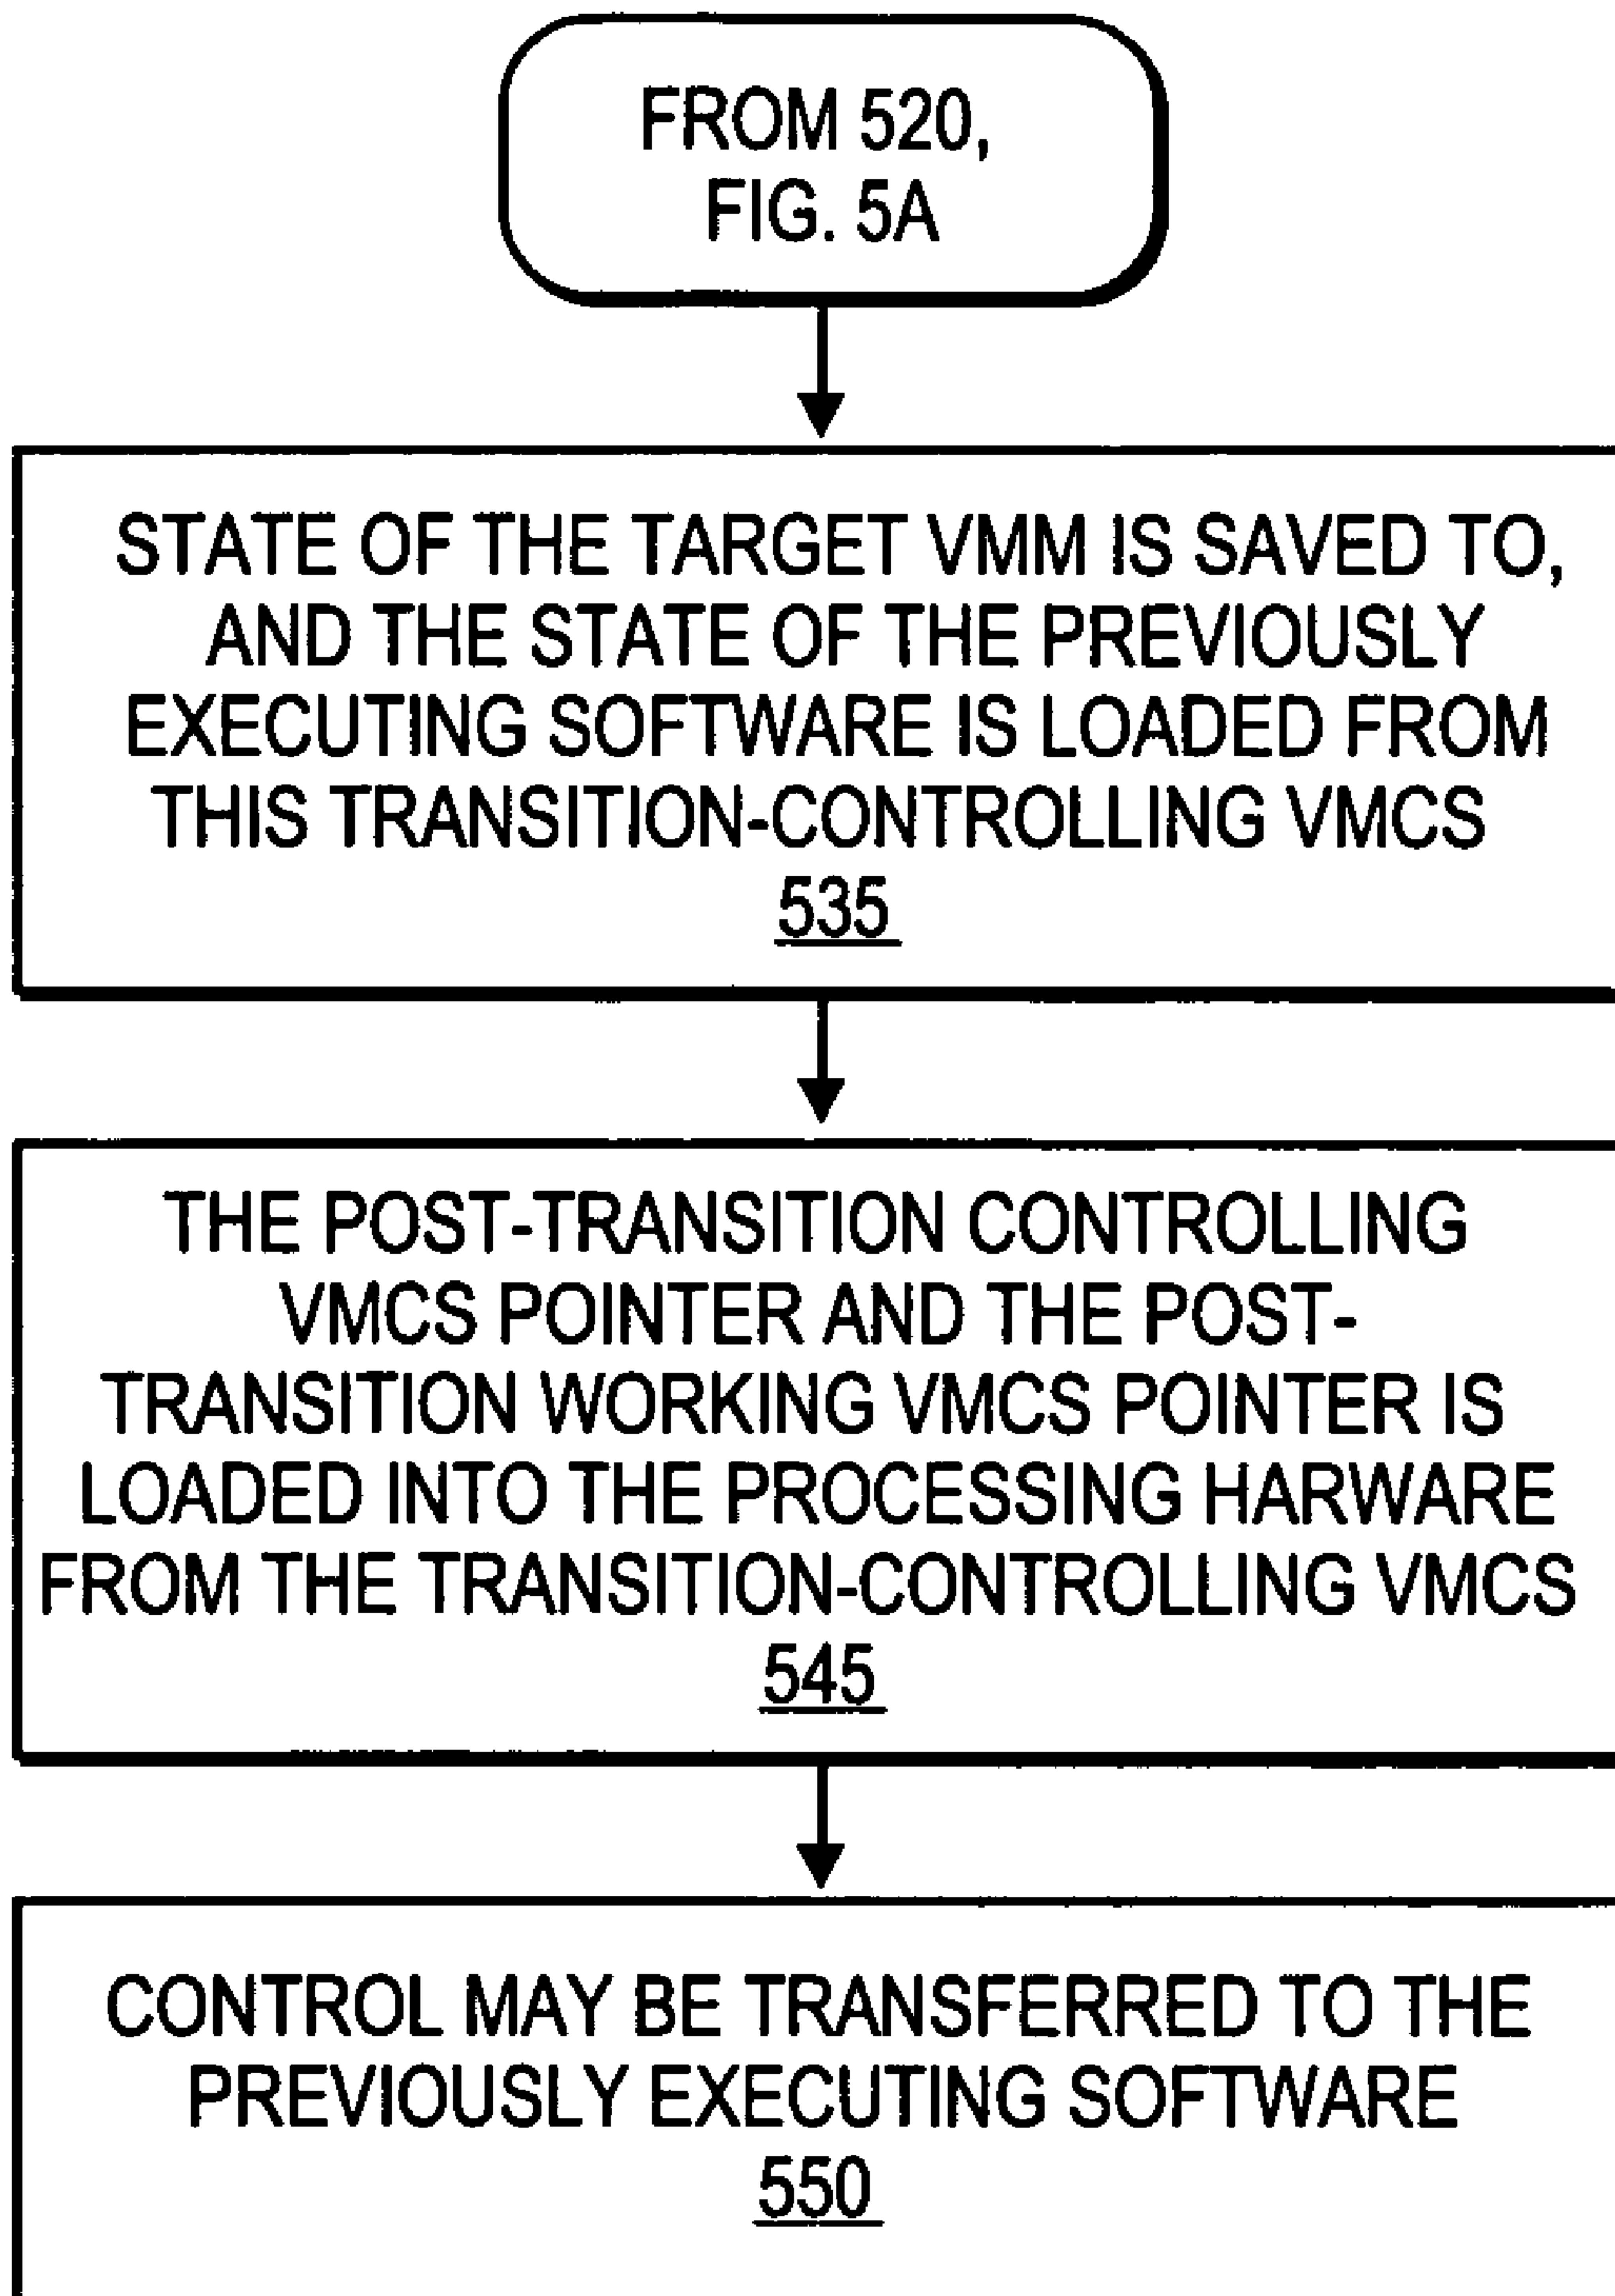 FROM 520,
FIG. 5A
STATE OF THE TARGET VMM IS SAVED TO,
AND THE STATE OF THE PREVIOUSLY
EXECUTING SOFTWARE IS LOADED FROM
THIS TRANSITION-CONTROLLING VMCS
535
THE POST-TRANSITION CONTROLLING
VMCS POINTER AND THE POST-
TRANSITION WORKING VMCS POINTER IS
LOADED INTO THE PROCESSING HARWARE
FROM THE TRANSITION-CONTROLLING VMCS
545
CONTROL MAY BE TRANSFERRED TO THE
PREVIOUSLY EXECUTING SOFTWARE
550